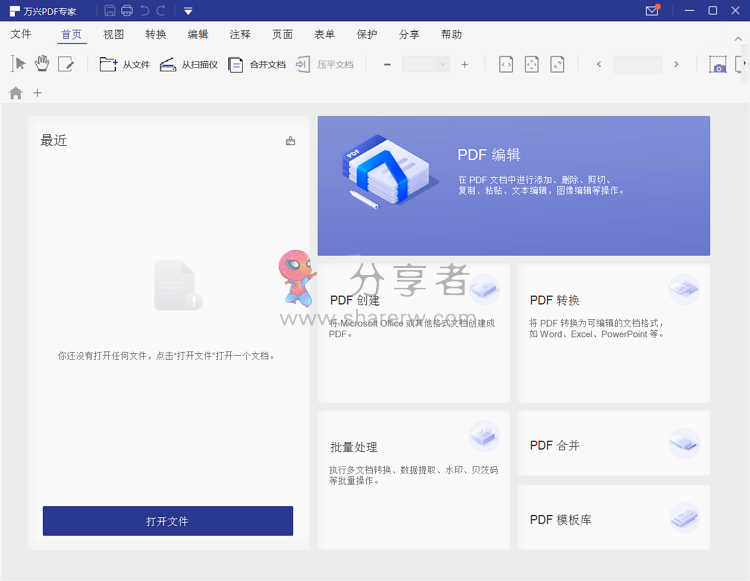 万兴PDF专家
文件 首页 视图 转换 编辑 注释 页面 表单 保护 分享 帮助
从文件 从扫描仪 合并文档 压平文档
最近
你还没有打开任何文件，点击“打开文件”打开一个文档。
打开文件
PDF
PDF 编辑
在 PDF 文档中进行添加、删除、剪切、
复制、粘贴、文本编辑，图像编辑等操作。
分享者
www.sharerw.com
PDF 创建
将 Microsoft Office 或其他格式文档创建成
PDF。
PDF 转换
将 PDF 转换为可编辑的文档格式，
如 Word、Excel、PowerPoint 等。
批量处理
执行多文档转换、数据提取、水印、贝茨码
等批量操作。
PDF 合并
PDF 模板库